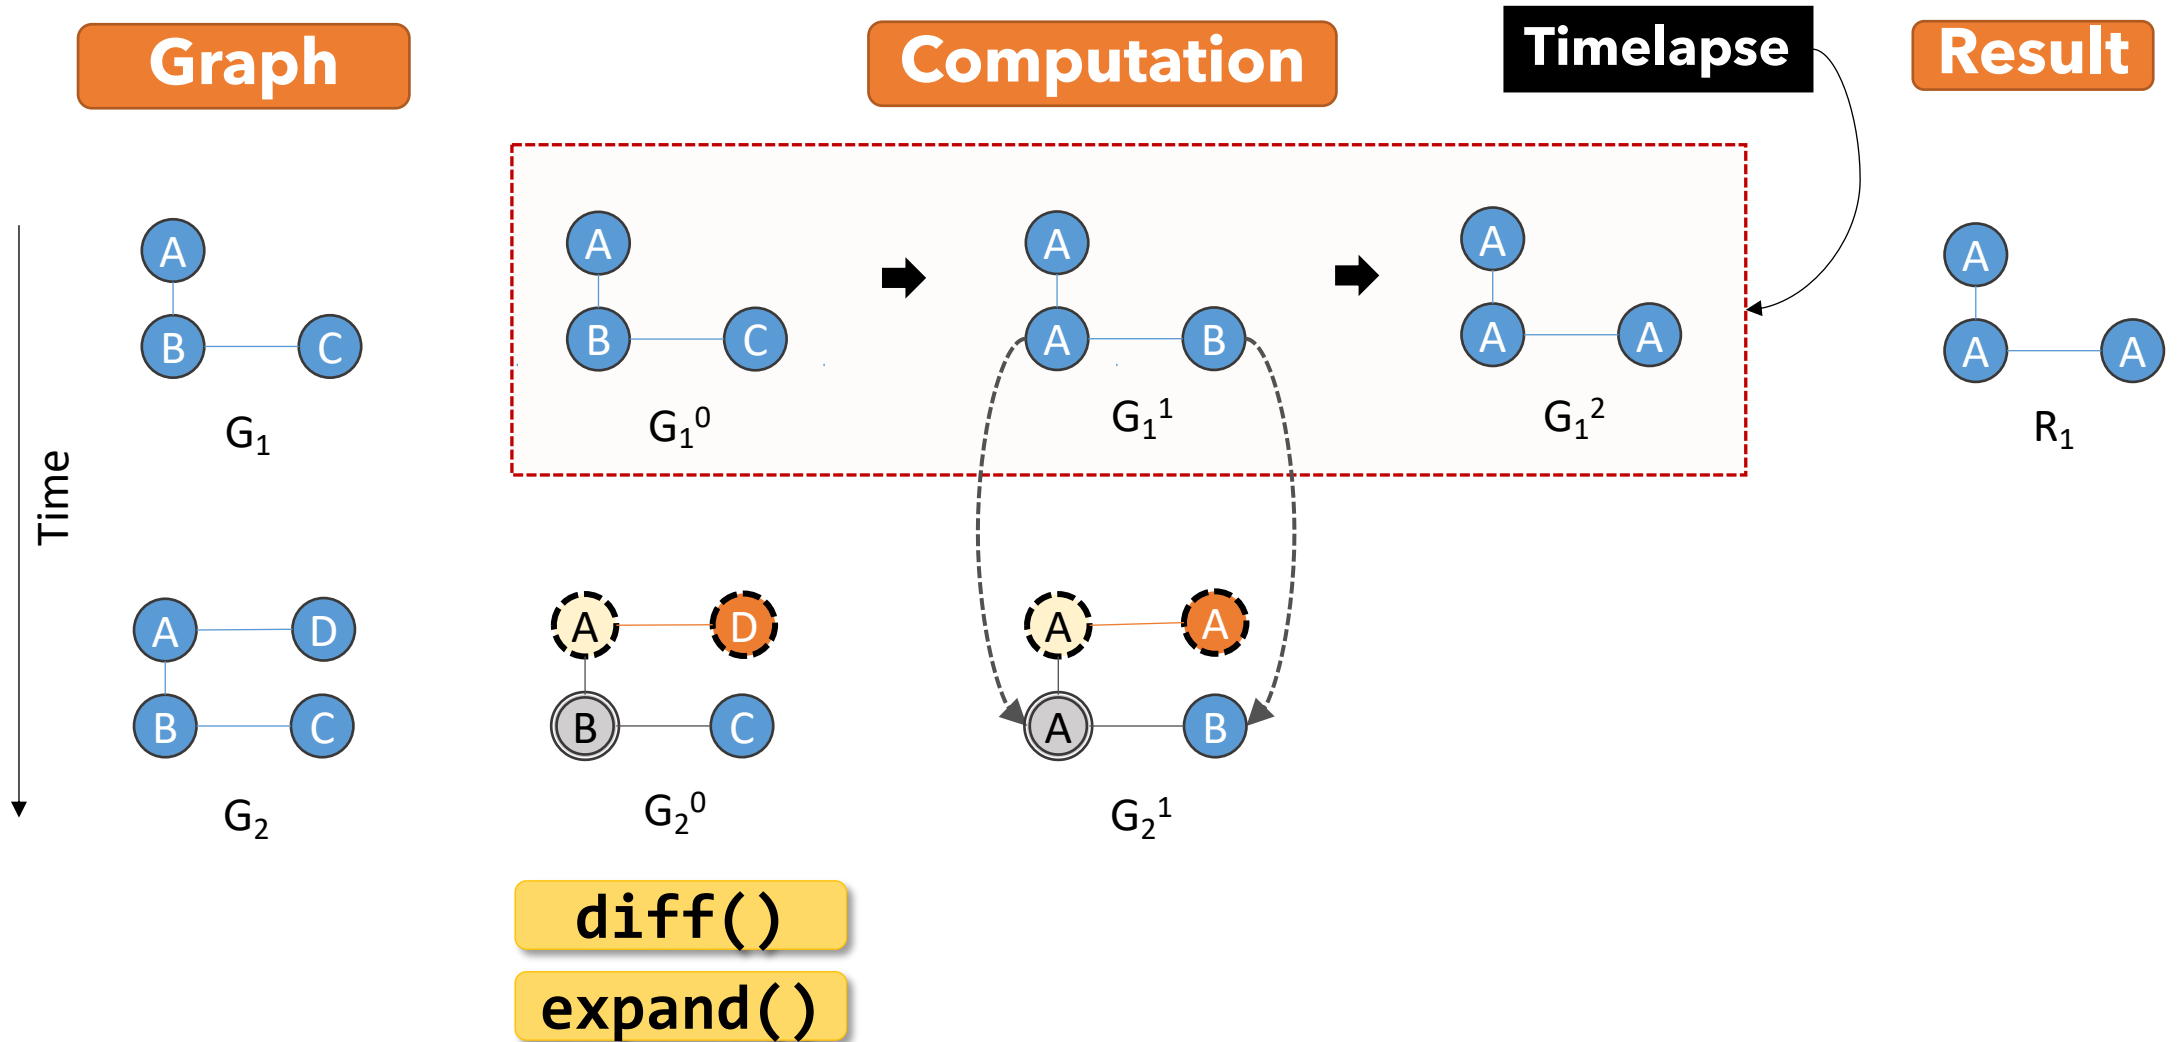 Graph
Computation
Timelapse
Result
Time
A
B C
G₁
A
B C
G₁⁰
A
A B
G₁¹
A
A A
G₁²
A
A A
R₁
A D
B C
G₂
A D
B C
G₂⁰
A A
A B
G₂¹
diff()
expand()